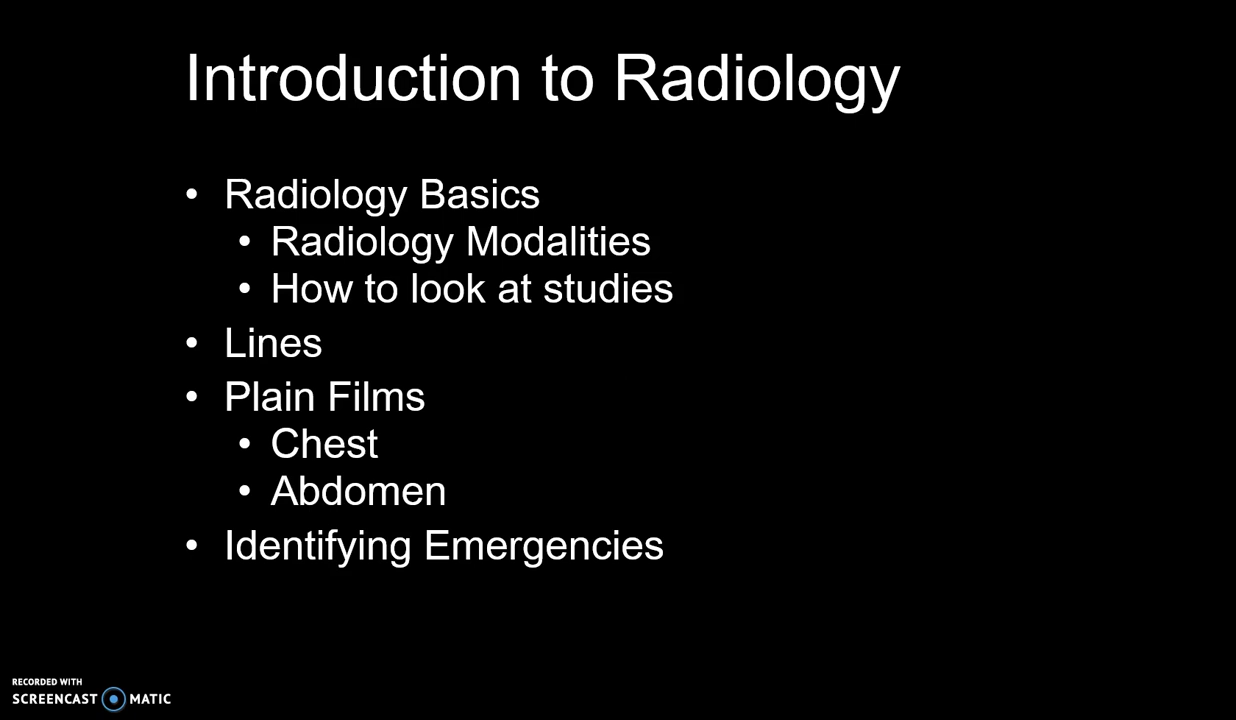 Introduction to Radiology
• Radiology Basics
• Radiology Modalities
• How to look at studies
• Lines
• Plain Films
• Chest
• Abdomen
• Identifying Emergencies
RECORDED WITH
SCREENCAST MATIC